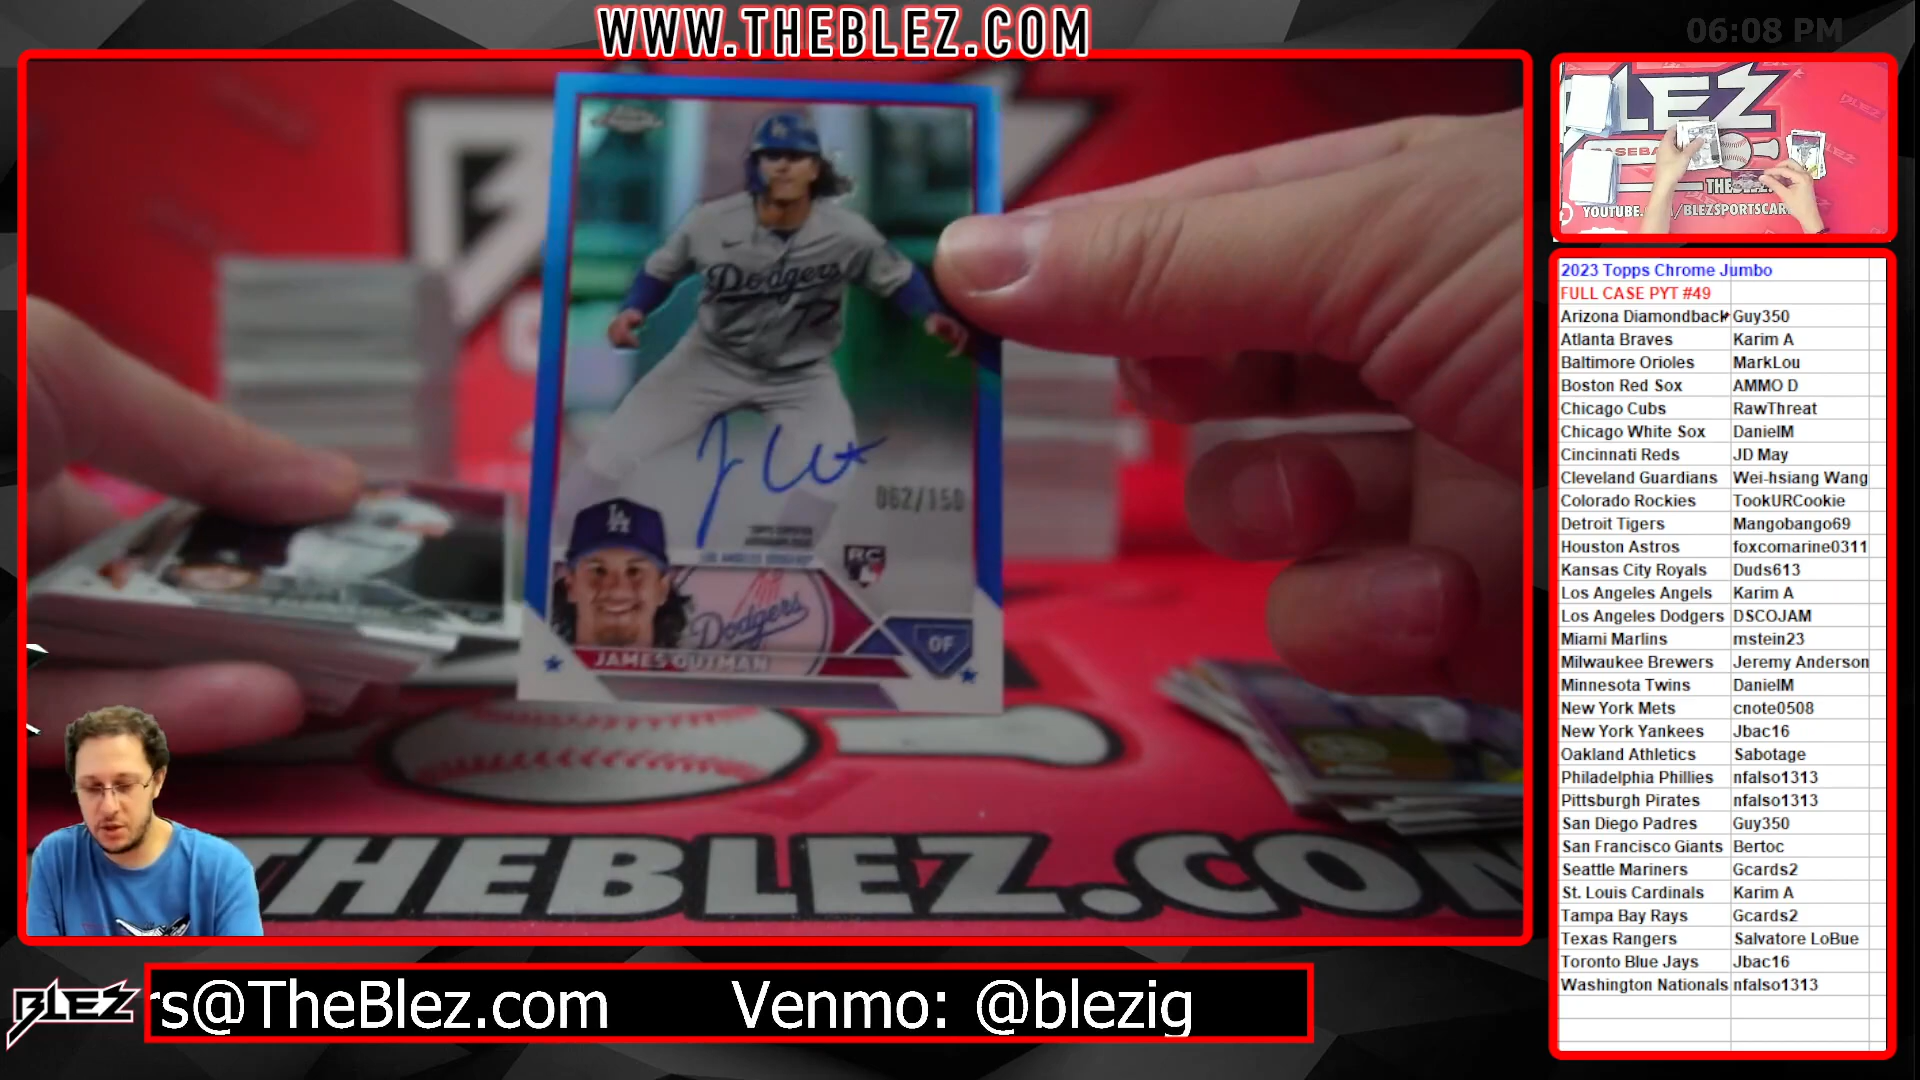 WWW.THEBLEZ.COM
06:08 PM
Dodgers
77
062/150
RC
Dodgers
JAMES OUTMAN
OF
THEBLEZ.CO
LEZ
BASEBA
THE
YOUTUBE.
/BLEZSPORTSCAR
2023 Topps Chrome Jumbo
FULL CASE PYT #49
Arizona Diamondback Guy350
Atlanta Braves Karim A
Baltimore Orioles MarkLou
Boston Red Sox AMMO D
Chicago Cubs RawThreat
Chicago White Sox DanielM
Cincinnati Reds JD May
Cleveland Guardians Wei-hsiang Wang
Colorado Rockies TookURCookie
Detroit Tigers Mangobango69
Houston Astros foxcomarine0311
Kansas City Royals Duds613
Los Angeles Angels Karim A
Los Angeles Dodgers DSCOJAM
Miami Marlins mstein23
Milwaukee Brewers Jeremy Anderson
Minnesota Twins DanielM
New York Mets cnote0508
New York Yankees Jbac16
Oakland Athletics Sabotage
Philadelphia Phillies nfalso1313
Pittsburgh Pirates nfalso1313
San Diego Padres Guy350
San Francisco Giants Bertoc
Seattle Mariners Gcards2
St. Louis Cardinals Karim A
Tampa Bay Rays Gcards2
Texas Rangers Salvatore LoBue
Toronto Blue Jays Jbac16
Washington Nationals nfalso1313
BLEZ
rs@TheBlez.com Venmo: @blezig